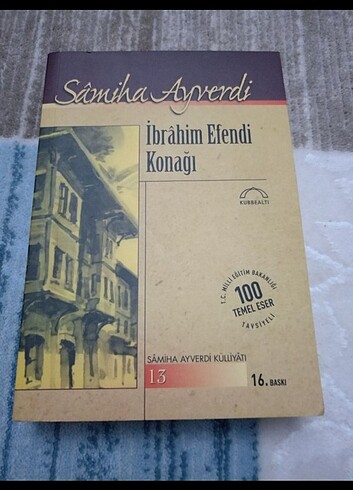 Sâmiha Ayverdi
İbrâhim Efendi
Konağı
KUBBEALTI
T.C. MİLLİ EĞİTİM BAKANLIĞI
100
TEMEL ESER
TAVSİYELİ
SÂMİHA AYVERDİ KÜLLİYÂTI
13
16. BASKI